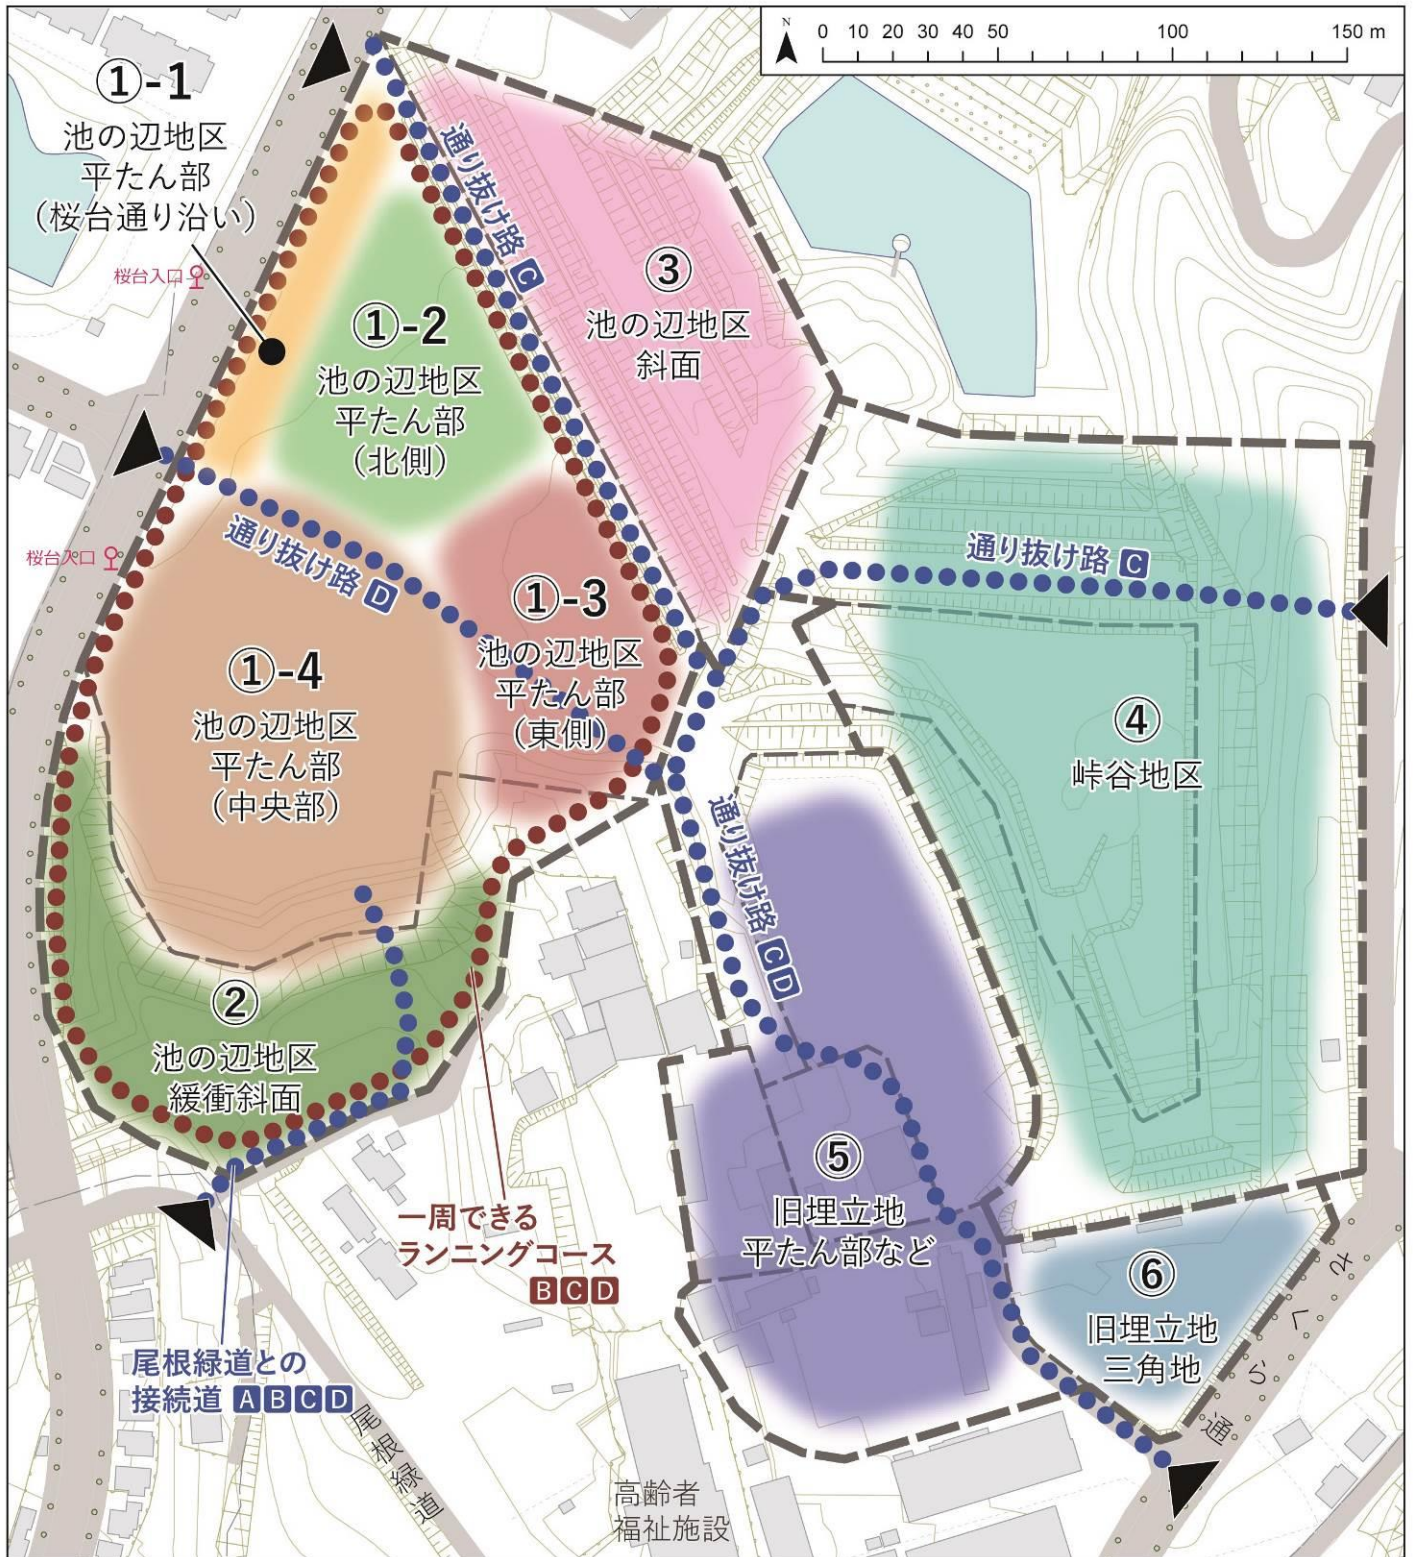 N
0 10 20 30 40 50 100 150 m
①-1
池の辺地区
平たん部
(桜台通り沿い)
桜台入口
通り抜け路 C
③
池の辺地区
斜面
①-2
池の辺地区
平たん部
(北側)
桜台入口
通り抜け路 D
通り抜け路 C
①-3
池の辺地区
平たん部
(東側)
①-4
池の辺地区
平たん部
(中央部)
④
峠谷地区
通り抜け路 CD
②
池の辺地区
緩衝斜面
⑤
旧埋立地
平たん部など
一周できる
ランニングコース
BCD
⑥
旧埋立地
三角地
尾根緑道との
接続道 ABCD
尾根緑道
さくら通
高齢者
福祉施設